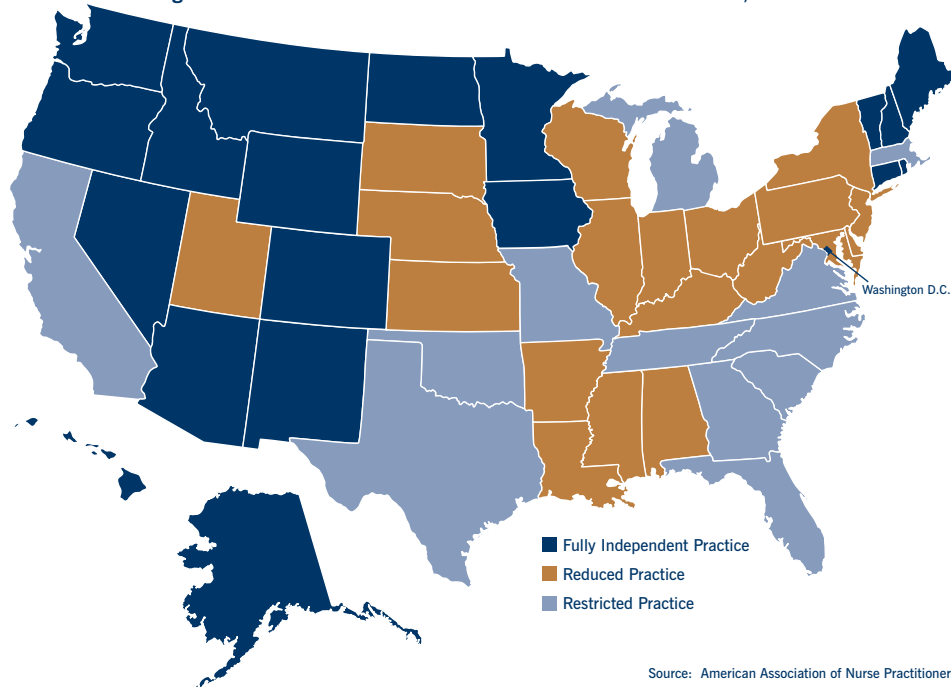 Washington D.C.
Fully Independent Practice
Reduced Practice
Restricted Practice
Source: American Association of Nurse Practitioner